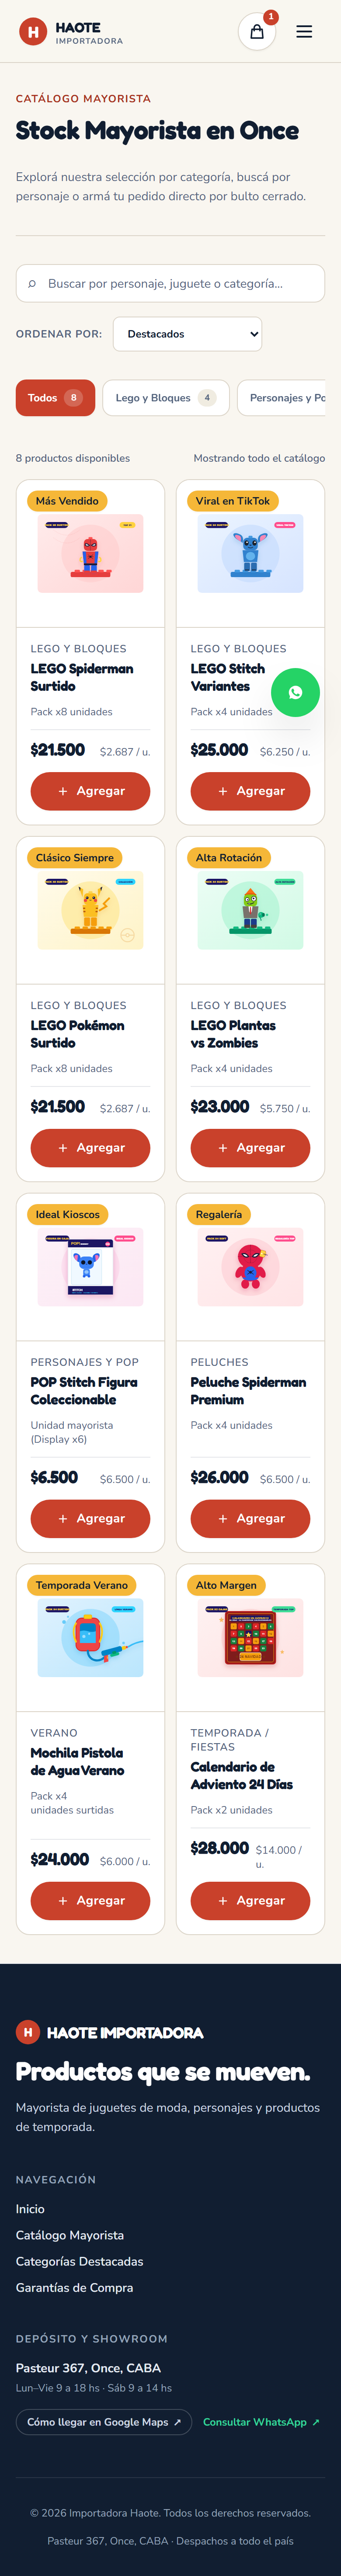 H
HAOTE
IMPORTADORA
1
CATÁLOGO MAYORISTA
Stock Mayorista en Once
Explorá nuestra selección por categoría, buscá por
personaje o armá tu pedido directo por bulto cerrado.
Buscar por personaje, juguete o categoría...
ORDENAR POR:
Destacados
Todos 8
Lego y Bloques 4
Personajes y Po
8 productos disponibles
Mostrando todo el catálogo
Más Vendido
LEGO Y BLOQUES
LEGO Spiderman
Surtido
Pack x8 unidades
$21.500 $2.687 / u.
+ Agregar
Viral en TikTok
LEGO Y BLOQUES
LEGO Stitch
Variantes
Pack x4 unidades
$25.000 $6.250 / u.
+ Agregar
Clásico Siempre
LEGO Y BLOQUES
LEGO Pokémon
Surtido
Pack x8 unidades
$21.500 $2.687 / u.
+ Agregar
Alta Rotación
LEGO Y BLOQUES
LEGO Plantas
vs Zombies
Pack x4 unidades
$23.000 $5.750 / u.
+ Agregar
Ideal Kioscos
PERSONAJES Y POP
POP Stitch Figura
Coleccionable
Unidad mayorista
(Display x6)
$6.500 $6.500 / u.
+ Agregar
Regalería
PELUCHES
Peluche Spiderman
Premium
Pack x4 unidades
$26.000 $6.500 / u.
+ Agregar
Temporada Verano
VERANO
Mochila Pistola
de Agua Verano
Pack x4
unidades surtidas
$24.000 $6.000 / u.
+ Agregar
Alto Margen
TEMPORADA /
FIESTAS
Calendario de
Adviento 24 Días
Pack x2 unidades
$28.000 $14.000 /
u.
+ Agregar
H HAOTE IMPORTADORA
Productos que se mueven.
Mayorista de juguetes de moda, personajes y productos
de temporada.
NAVEGACIÓN
Inicio
Catálogo Mayorista
Categorías Destacadas
Garantías de Compra
DEPÓSITO Y SHOWROOM
Pasteur 367, Once, CABA
Lun–Vie 9 a 18 hs · Sáb 9 a 14 hs
Cómo llegar en Google Maps ↗
Consultar WhatsApp ↗
© 2026 Importadora Haote. Todos los derechos reservados.
Pasteur 367, Once, CABA · Despachos a todo el país